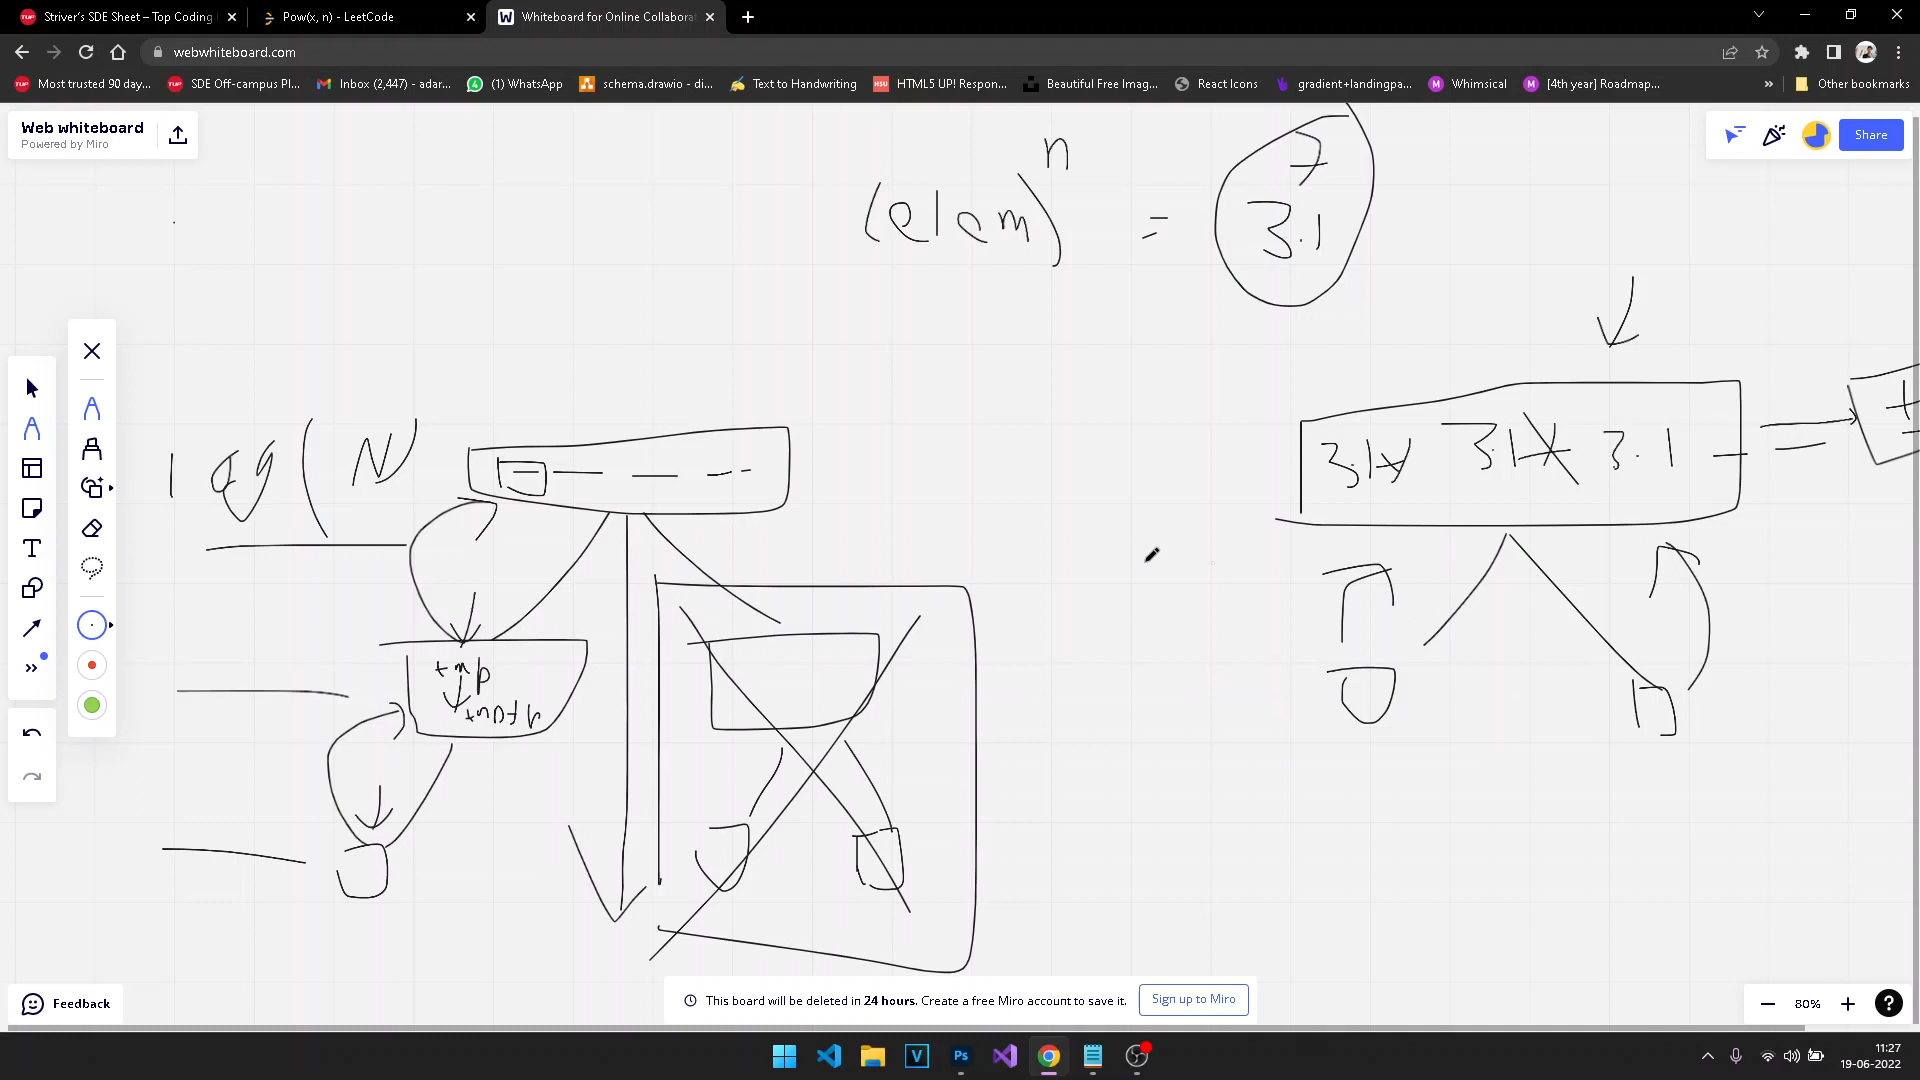 Striver's SDE Sheet – Top Coding
Pow(x, n) - LeetCode
Whiteboard for Online Collabora
webwhiteboard.com
Most trusted 90 day...
SDE Off-campus Pl...
Inbox (2,447) - adar...
(1) WhatsApp
schema.drawio - di...
Text to Handwriting
HTML5 UP! Respon...
Beautiful Free Imag...
React Icons
gradient+landingpa...
Whimsical
[4th year] Roadmap...
»
Other bookmarks
Web whiteboard
Powered by Miro
Share
(elem)^n = 3.1^7
log(N)
3.1 x 3.1 x 3.1 =
tmp
Feedback
This board will be deleted in 24 hours. Create a free Miro account to save it.
Sign up to Miro
80%
11:27
19-06-2022